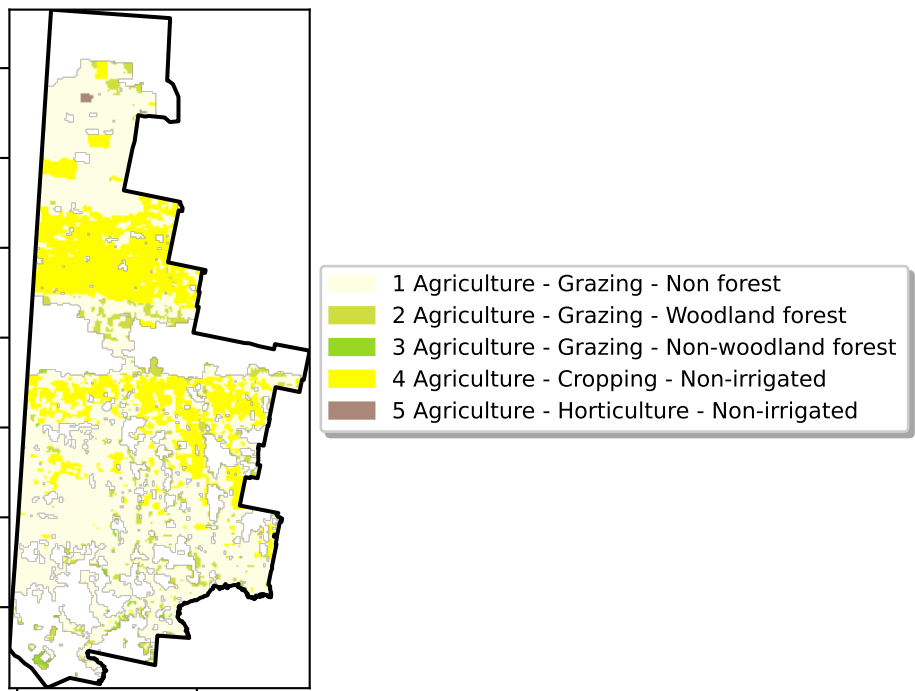 1 Agriculture - Grazing - Non forest
2 Agriculture - Grazing - Woodland forest
3 Agriculture - Grazing - Non-woodland forest
4 Agriculture - Cropping - Non-irrigated
5 Agriculture - Horticulture - Non-irrigated